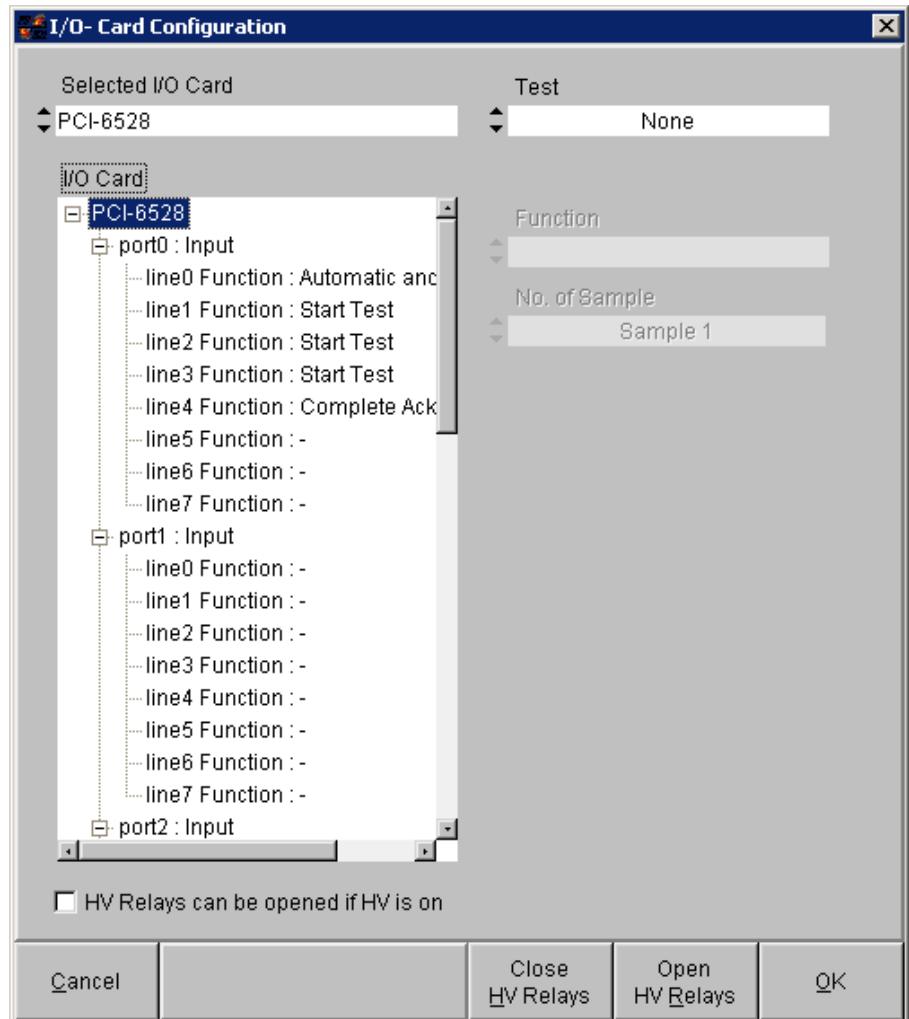 I/O- Card Configuration
Selected I/O Card
PCI-6528
Test
None
I/O Card
PCI-6528
port0 : Input
line0 Function : Automatic and
line1 Function : Start Test
line2 Function : Start Test
line3 Function : Start Test
line4 Function : Complete Ack
line5 Function : -
line6 Function : -
line7 Function : -
port1 : Input
line0 Function : -
line1 Function : -
line2 Function : -
line3 Function : -
line4 Function : -
line5 Function : -
line6 Function : -
line7 Function : -
port2 : Input
Function
No. of Sample
Sample 1
HV Relays can be opened if HV is on
Cancel
Close
HV Relays
Open
HV Relays
OK